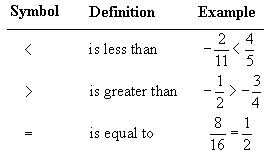 Symbol Definition Example
< is less than -2/11 < 4/5
> is greater than -1/2 > -3/4
= is equal to 8/16 = 1/2